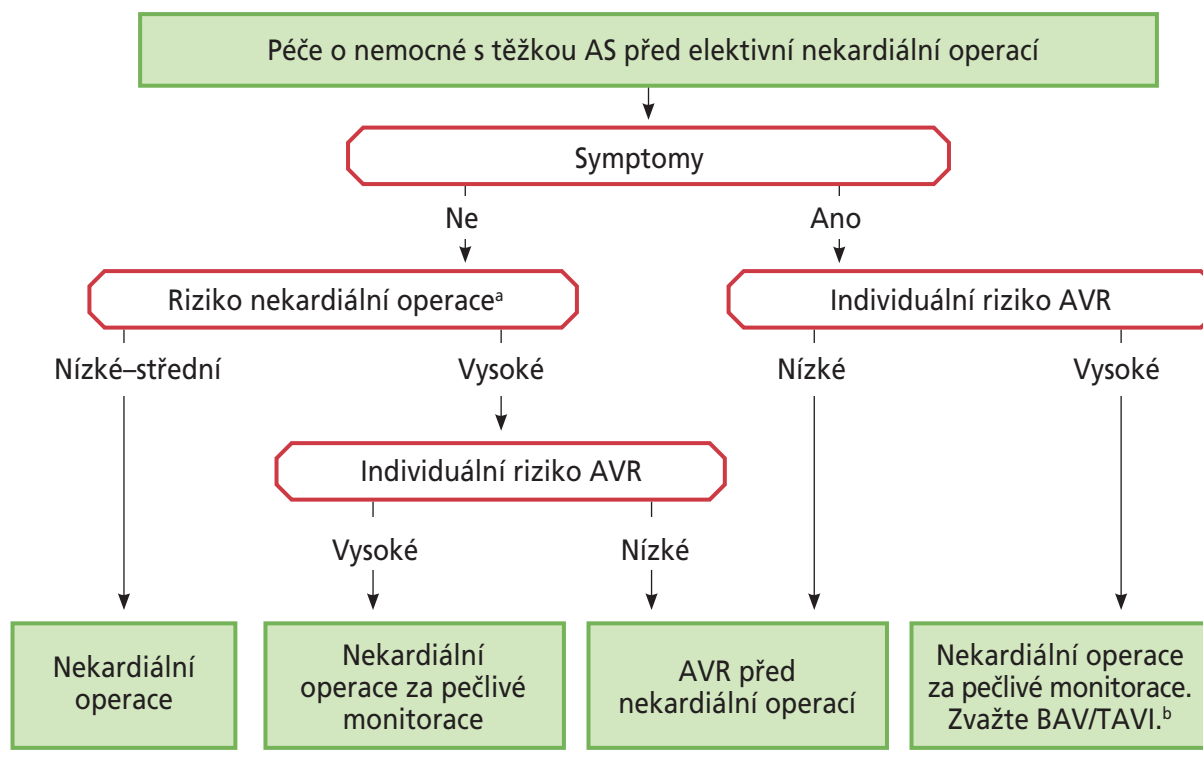 Péče o nemocné s těžkou AS před elektivní nekardiální operací
Symptomy
Ne
Ano
Riziko nekardiální operaceᵃ
Individuální riziko AVR
Nízké–střední
Vysoké
Nízké
Vysoké
Individuální riziko AVR
Vysoké
Nízké
Nekardiální
operace
Nekardiální
operace za pečlivé
monitorace
AVR před
nekardiální operací
Nekardiální operace
za pečlivé monitorace.
Zvažte BAV/TAVI.ᵇ